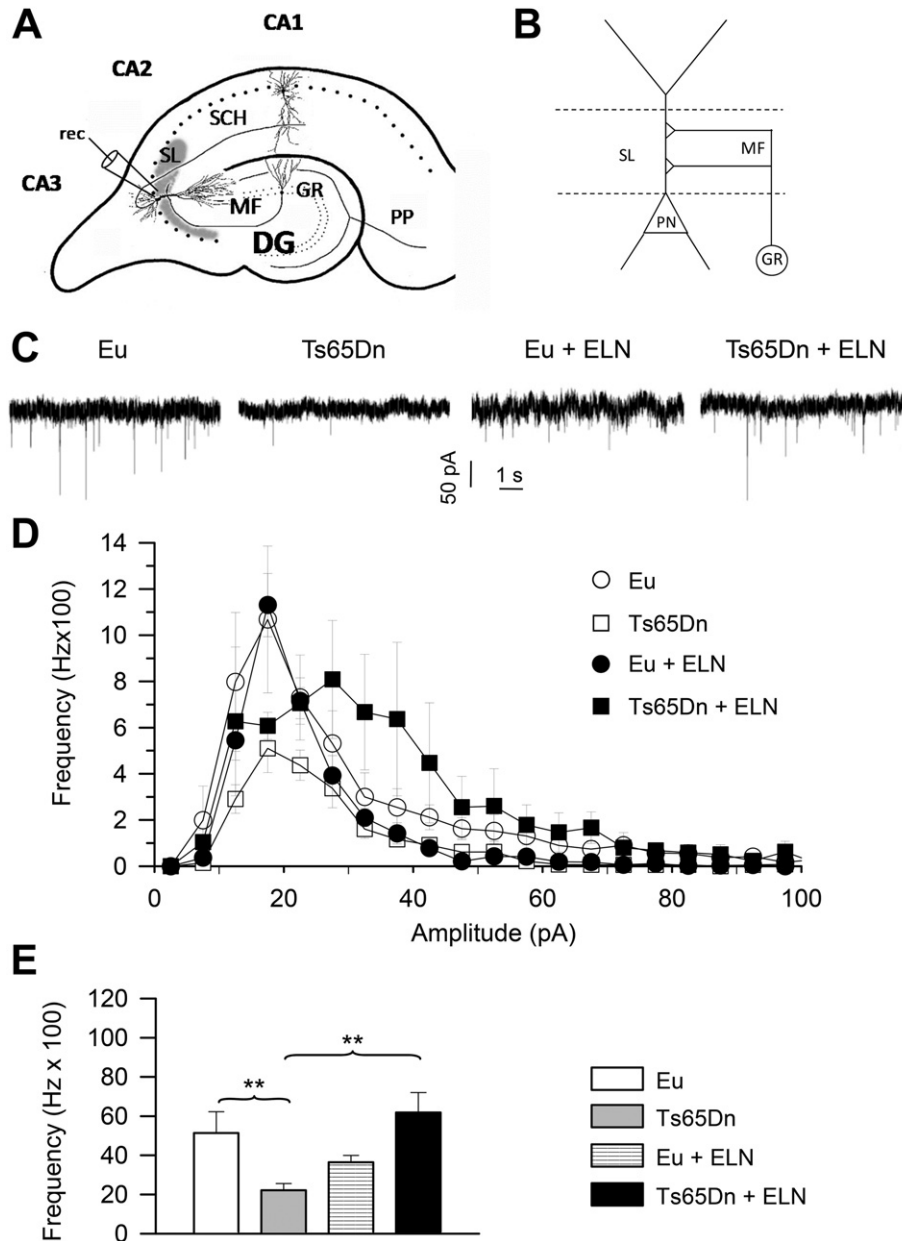 A
CA1
CA2
SCH
rec
SL
CA3
MF
GR
DG
PP
B
SL
MF
PN
GR
C
Eu
Ts65Dn
Eu + ELN
Ts65Dn + ELN
50 pA
1 s
D
Frequency (Hzx100)
14
12
10
8
6
4
2
0
0
20
40
60
80
100
Amplitude (pA)
Eu
Ts65Dn
Eu + ELN
Ts65Dn + ELN
E
Frequency (Hz x 100)
120
100
80
60
40
20
0
**
**
Eu
Ts65Dn
Eu + ELN
Ts65Dn + ELN